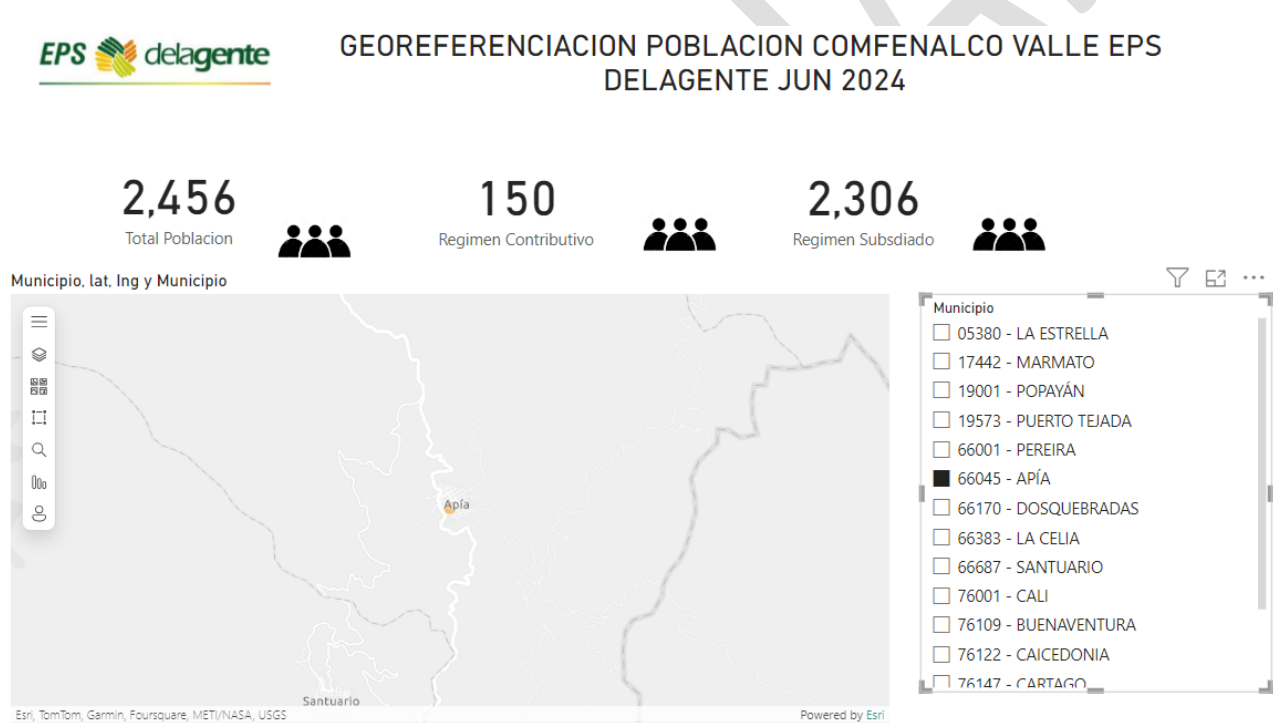 EPS delagente
GEOREFERENCIACION POBLACION COMFENALCO VALLE EPS
DELAGENTE JUN 2024
2,456
Total Poblacion
150
Regimen Contributivo
2,306
Regimen Subsdiado
Municipio, lat, lng y Municipio
Apía
Santuario
Esri, TomTom, Garmin, Foursquare, METI/NASA, USGS
Powered by Esri
Municipio
05380 - LA ESTRELLA
17442 - MARMATO
19001 - POPAYÁN
19573 - PUERTO TEJADA
66001 - PEREIRA
66045 - APÍA
66170 - DOSQUEBRADAS
66383 - LA CELIA
66687 - SANTUARIO
76001 - CALI
76109 - BUENAVENTURA
76122 - CAICEDONIA
76147 - CARTAGO